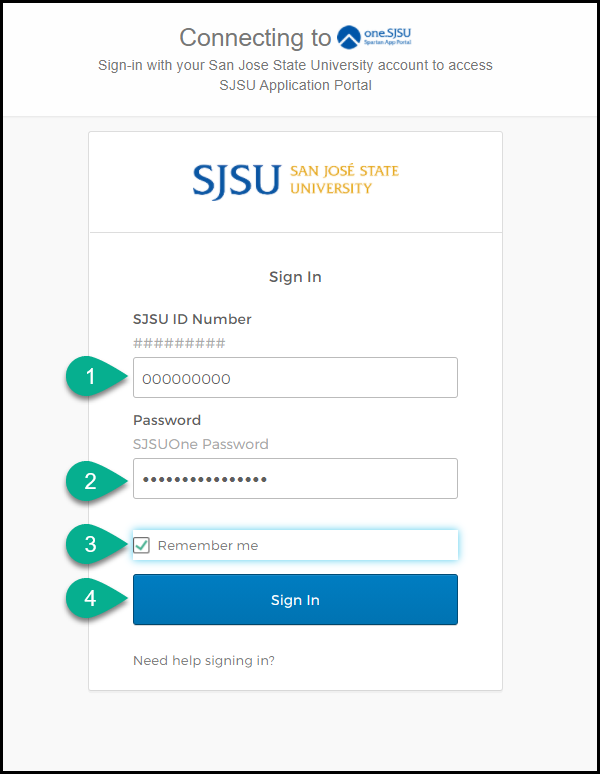 Connecting to one.SJSU
Spartan App Portal
Sign-in with your San Jose State University account to access
SJSU Application Portal
SJSU SAN JOSÉ STATE
UNIVERSITY
Sign In
SJSU ID Number
#########
1 000000000
Password
SJSUOne Password
2 ••••••••••••••••
3 Remember me
4 Sign In
Need help signing in?